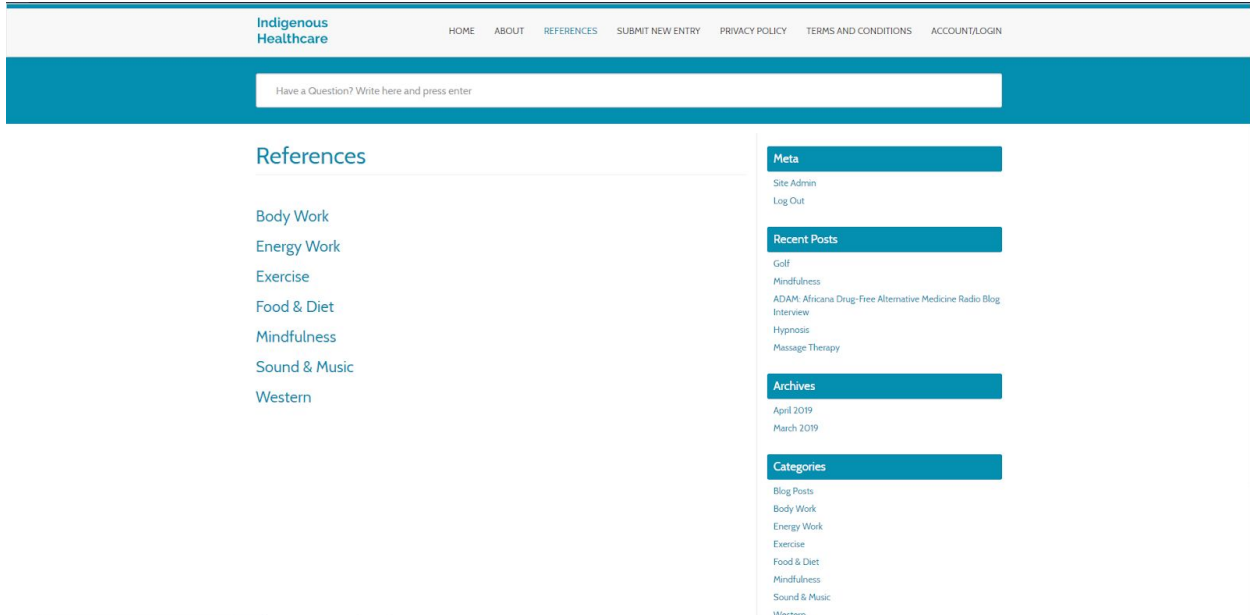 Indigenous
Healthcare
HOME ABOUT REFERENCES SUBMIT NEW ENTRY PRIVACY POLICY TERMS AND CONDITIONS ACCOUNT/LOGIN
Have a Question? Write here and press enter
References
Body Work
Energy Work
Exercise
Food & Diet
Mindfulness
Sound & Music
Western
Meta
Site Admin
Log Out
Recent Posts
Golf
Mindfulness
ADAM: Africana Drug-Free Alternative Medicine Radio Blog
Interview
Hypnosis
Massage Therapy
Archives
April 2019
March 2019
Categories
Blog Posts
Body Work
Energy Work
Exercise
Food & Diet
Mindfulness
Sound & Music
Western